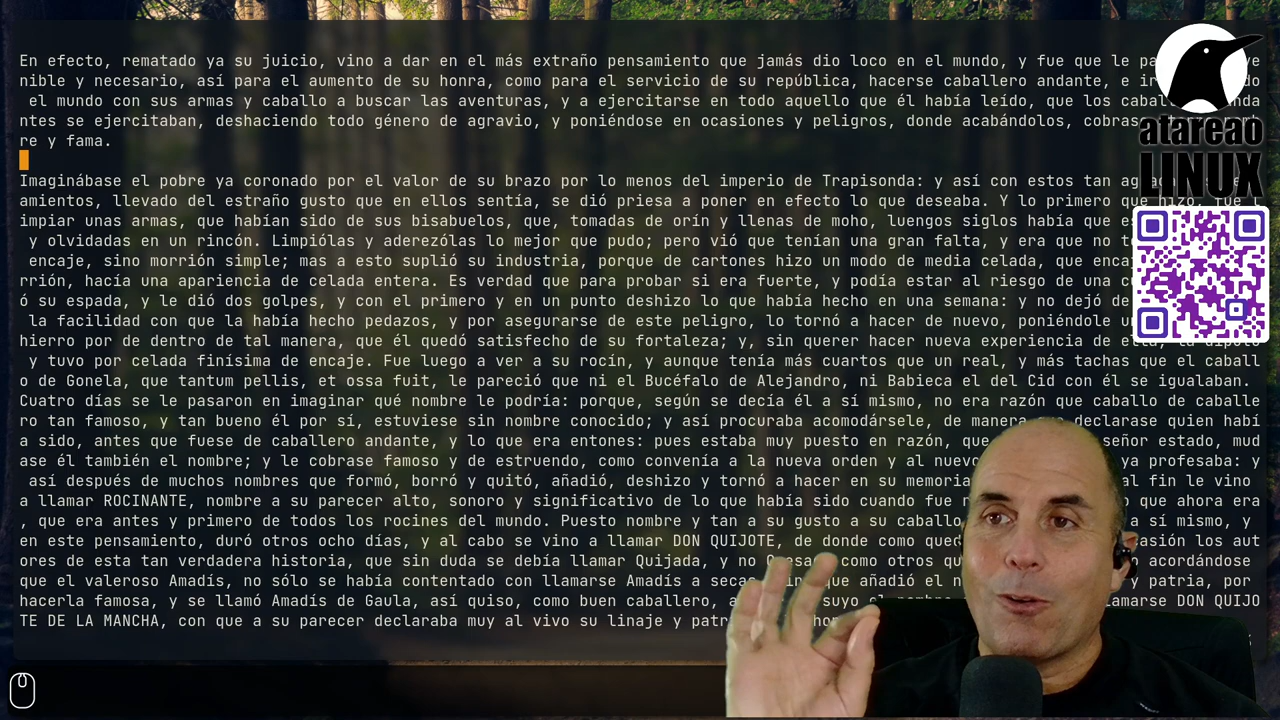 En efecto, rematado ya su juicio, vino a dar en el más extraño pensamiento que jamás dio loco en el mundo, y fue que le
nible y necesario, así para el aumento de su honra, como para el servicio de su república, hacerse caballero andante, e
el mundo con sus armas y caballo a buscar las aventuras, y a ejercitarse en todo aquello que él había leído, que los
ntes se ejercitaban, deshaciendo todo género de agravio, y poniéndose en ocasiones y peligros, donde acabándolos,
re y fama.
Imaginábase el pobre ya coronado por el valor de su brazo por lo menos del imperio de Trapisonda: y así con estos tan
amientos, llevado del estraño gusto que en ellos sentía, se dió priesa a poner en efecto lo que deseaba. Y lo primero que hizo, fue l
impiar unas armas, que habían sido de sus bisabuelos, que, tomadas de orín y llenas de moho, luengos siglos había que
y olvidadas en un rincón. Limpiólas y aderezólas lo mejor que pudo; pero vió que tenían una gran falta, y era que no
encaje, sino morrión simple; mas a esto suplió su industria, porque de cartones hizo un modo de media celada, que
rrión, hacía una apariencia de celada entera. Es verdad que para probar si era fuerte, y podía estar al riesgo de una
ó su espada, y le dió dos golpes, y con el primero y en un punto deshizo lo que había hecho en una semana: y no dejó de
la facilidad con que la había hecho pedazos, y por asegurarse de este peligro, lo tornó a hacer de nuevo, poniéndole
hierro por de dentro de tal manera, que él quedó satisfecho de su fortaleza; y, sin querer hacer nueva experiencia de
y tuvo por celada finísima de encaje. Fue luego a ver a su rocín, y aunque tenía más cuartos que un real, y más tachas que el caball
o de Gonela, que tantum pellis, et ossa fuit, le pareció que ni el Bucéfalo de Alejandro, ni Babieca el del Cid con él se igualaban.
Cuatro días se le pasaron en imaginar qué nombre le podría: porque, según se decía él a sí mismo, no era razón que caballo de caballe
ro tan famoso, y tan bueno él por sí, estuviese sin nombre conocido; y así procuraba acomodársele, de manera declarase quien habí
a sido, antes que fuese de caballero andante, y lo que era entones: pues estaba muy puesto en razón, que señor estado, mud
ase él también el nombre; y le cobrase famoso y de estruendo, como convenía a la nueva orden y al nuevo ya profesaba: y
así después de muchos nombres que formó, borró y quitó, añadió, deshizo y tornó a hacer en su memoria al fin le vino
a llamar ROCINANTE, nombre a su parecer alto, sonoro y significativo de lo que había sido cuando fue que ahora era
, que era antes y primero de todos los rocines del mundo. Puesto nombre y tan a su gusto a su caballo a sí mismo, y
en este pensamiento, duró otros ocho días, y al cabo se vino a llamar DON QUIJOTE, de donde como los aut
ores de esta tan verdadera historia, que sin duda se debía llamar Quijada, y no Quesada como otros acordándose
que el valeroso Amadís, no sólo se había contentado con llamarse Amadís a secas que añadió el y patria, por
hacerla famosa, y se llamó Amadís de Gaula, así quiso, como buen caballero, suyo el nombre DON QUIJO
TE DE LA MANCHA, con que a su parecer declaraba muy al vivo su linaje y
atareao
LINUX